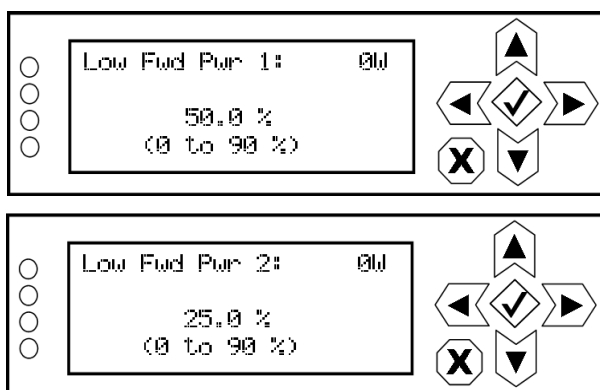 Low Fwd Pwr 1: 0W
50.0 %
(0 to 90 %)
X
Low Fwd Pwr 2: 0W
25.0 %
(0 to 90 %)
X